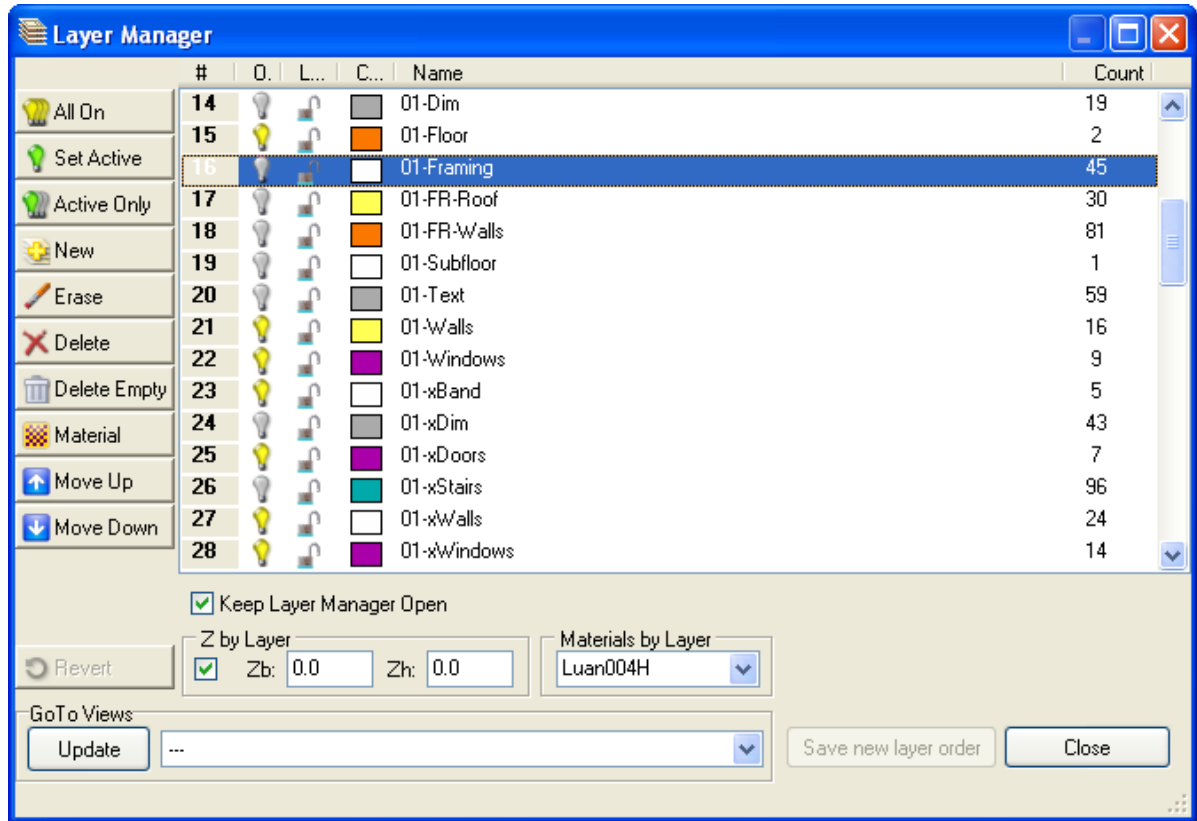 Layer Manager
# O. L... C... Name Count
All On
Set Active
Active Only
New
Erase
Delete
Delete Empty
Material
Move Up
Move Down
14 01-Dim 19
15 01-Floor 2
16 01-Framing 45
17 01-FR-Roof 30
18 01-FR-Walls 81
19 01-Subfloor 1
20 01-Text 59
21 01-Walls 16
22 01-Windows 9
23 01-xBand 5
24 01-xDim 43
25 01-xDoors 7
26 01-xStairs 96
27 01-xWalls 24
28 01-xWindows 14
Keep Layer Manager Open
Z by Layer Materials by Layer
Revert Zb: 0.0 Zh: 0.0 Luan004H
GoTo Views
Update --- Save new layer order Close